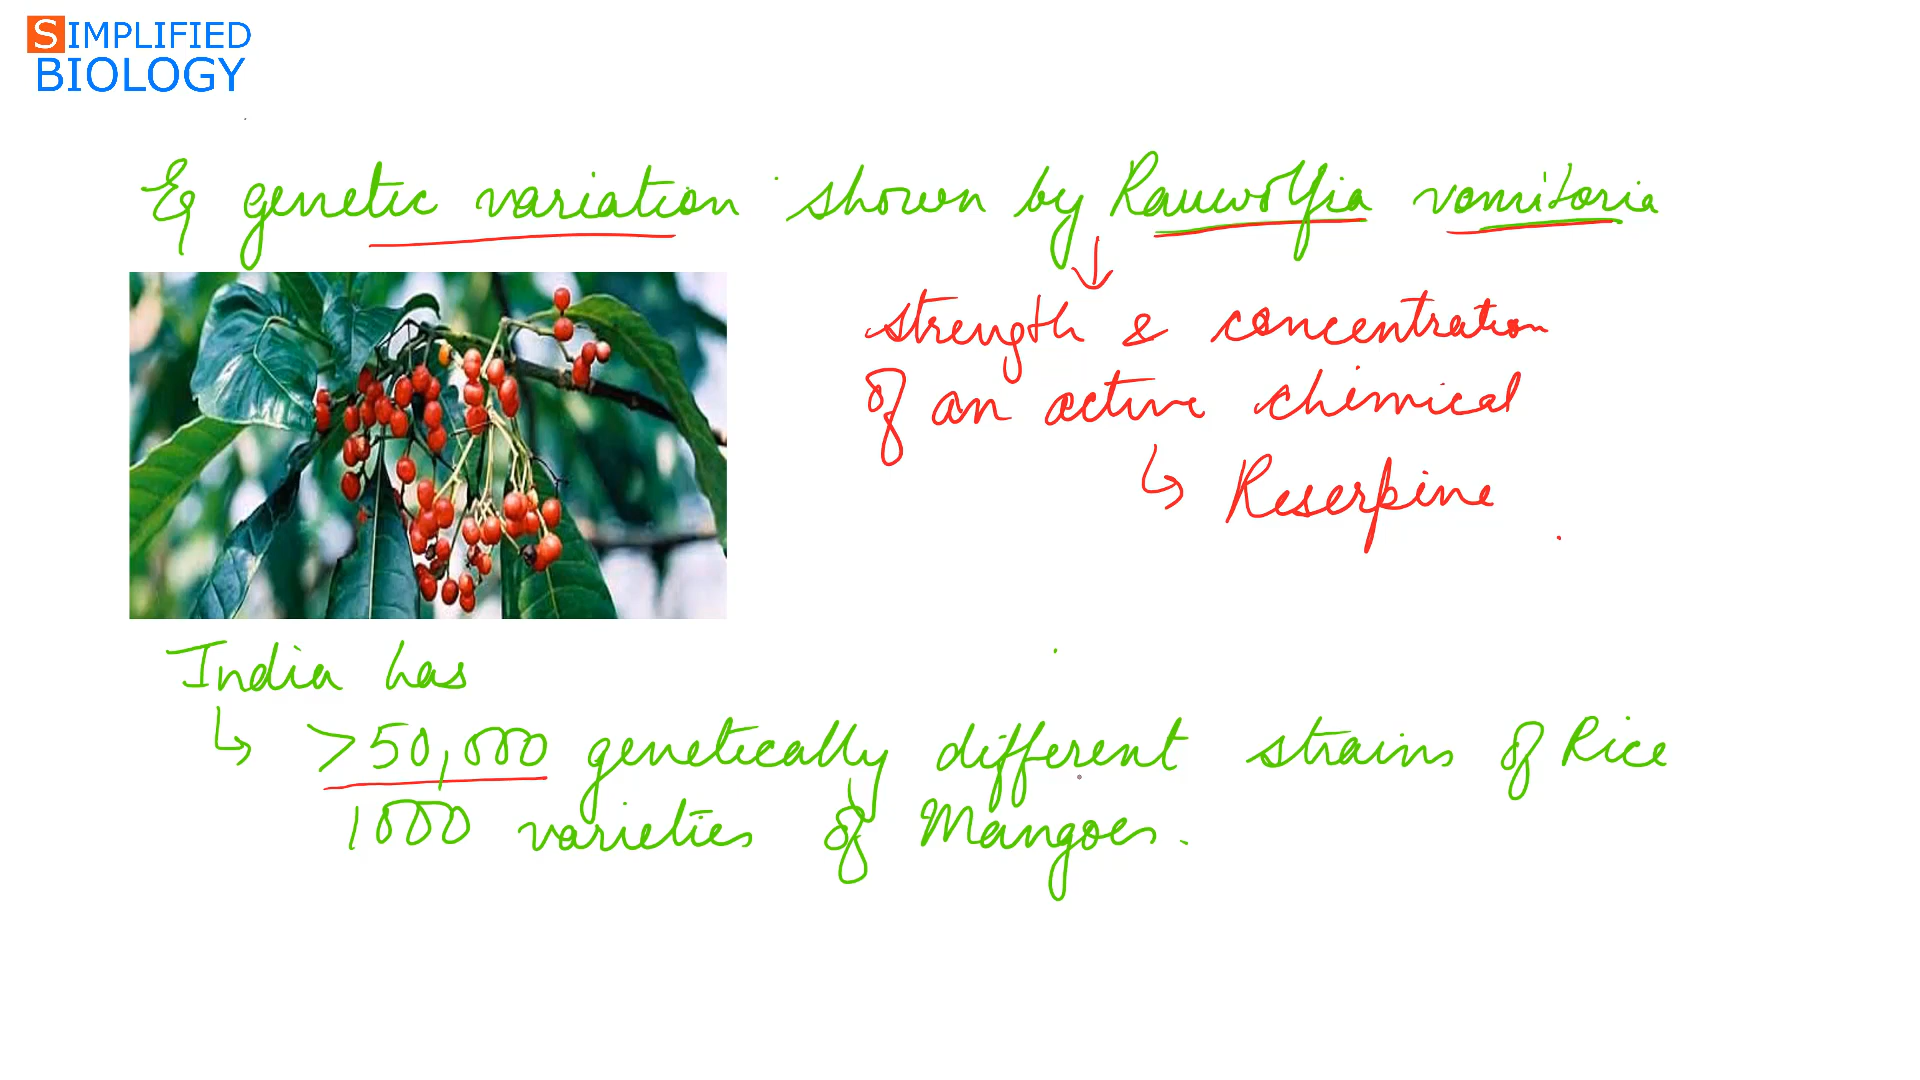 SIMPLIFIED
BIOLOGY
Eg genetic variation shown by Rauwolfia vomitoria
strength & concentration
of an active chemical
↳ Reserpine
India has
↳ >50,000 genetically different strains of Rice
1000 varieties of Mangoes.